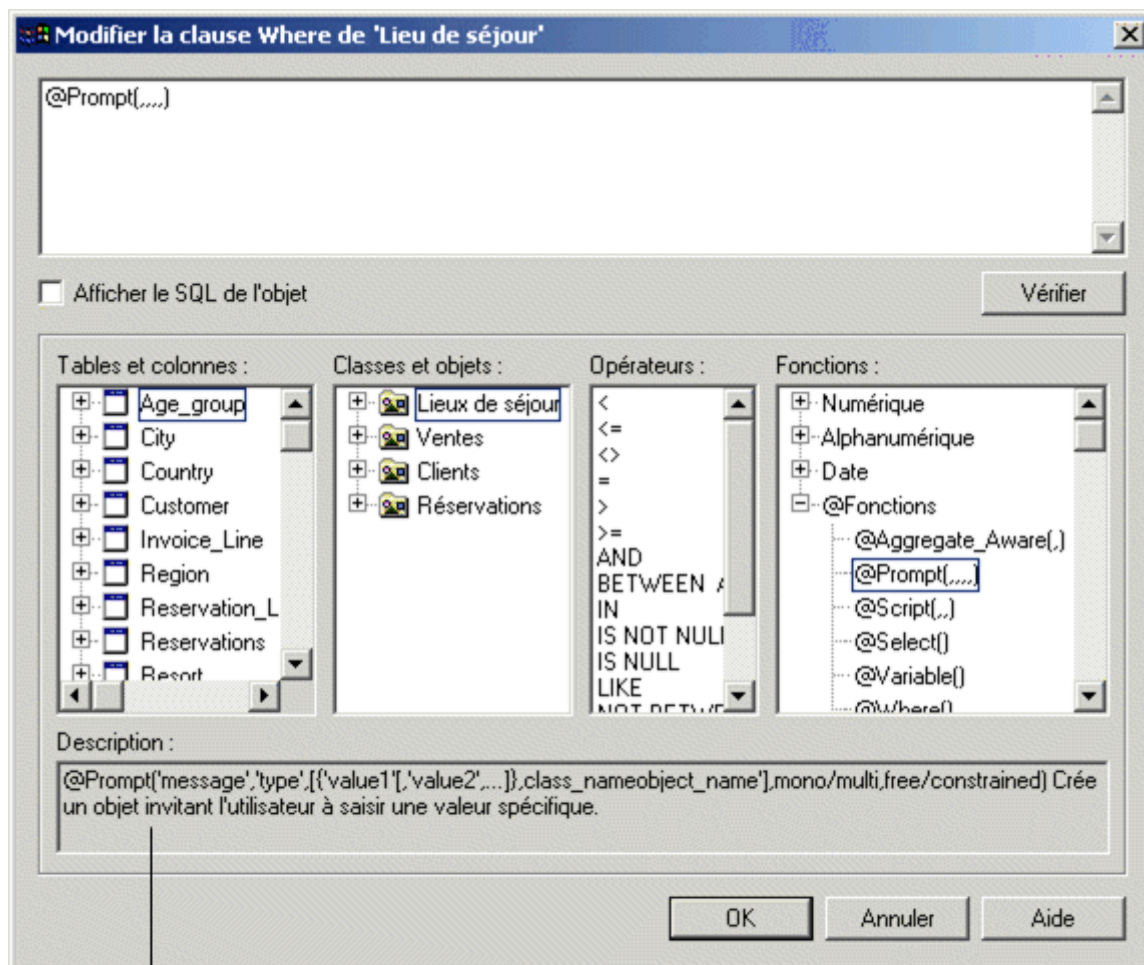 Modifier la clause Where de 'Lieu de séjour'
@Prompt(,,,,)
Afficher le SQL de l'objet
Vérifier
Tables et colonnes :
Age_group
City
Country
Customer
Invoice_Line
Region
Reservation_L
Reservations
Resort
Classes et objets :
Lieux de séjour
Ventes
Clients
Réservations
Opérateurs :
<
<=
<>
=
>
>=
AND
BETWEEN A
IN
IS NOT NULL
IS NULL
LIKE
NOT BETWE
Fonctions :
Numérique
Alphanumérique
Date
@Fonctions
@Aggregate_Aware(,)
@Prompt(,,,,)
@Script(,,)
@Select()
@Variable()
@Where()
Description :
@Prompt('message','type',[{'value1'[,'value2',...]},class_nameobject_name'],mono/multi,free/constrained) Crée
un objet invitant l'utilisateur à saisir une valeur spécifique.
OK
Annuler
Aide